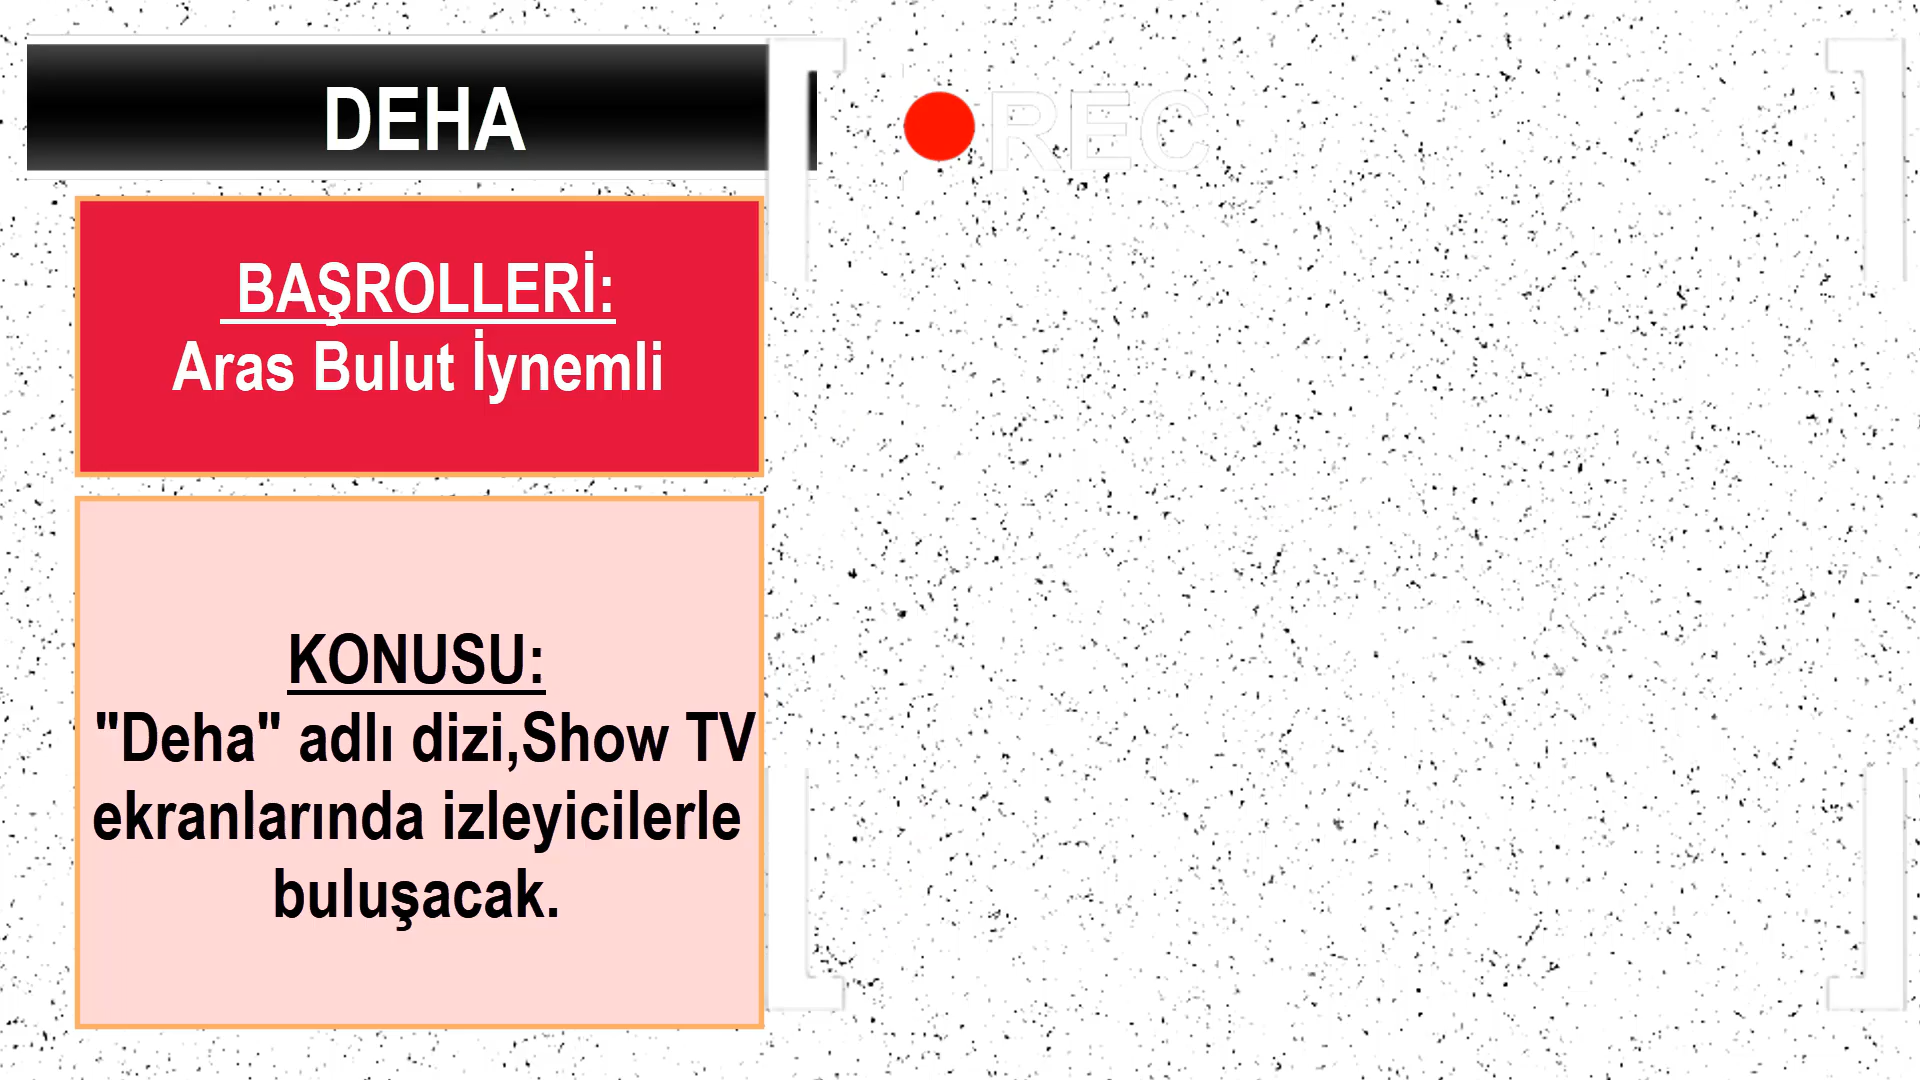 DEHA
REC
BAŞROLLERİ:
Aras Bulut İynemli
KONUSU:
"Deha" adlı dizi,Show TV
ekranlarında izleyicilerle
buluşacak.